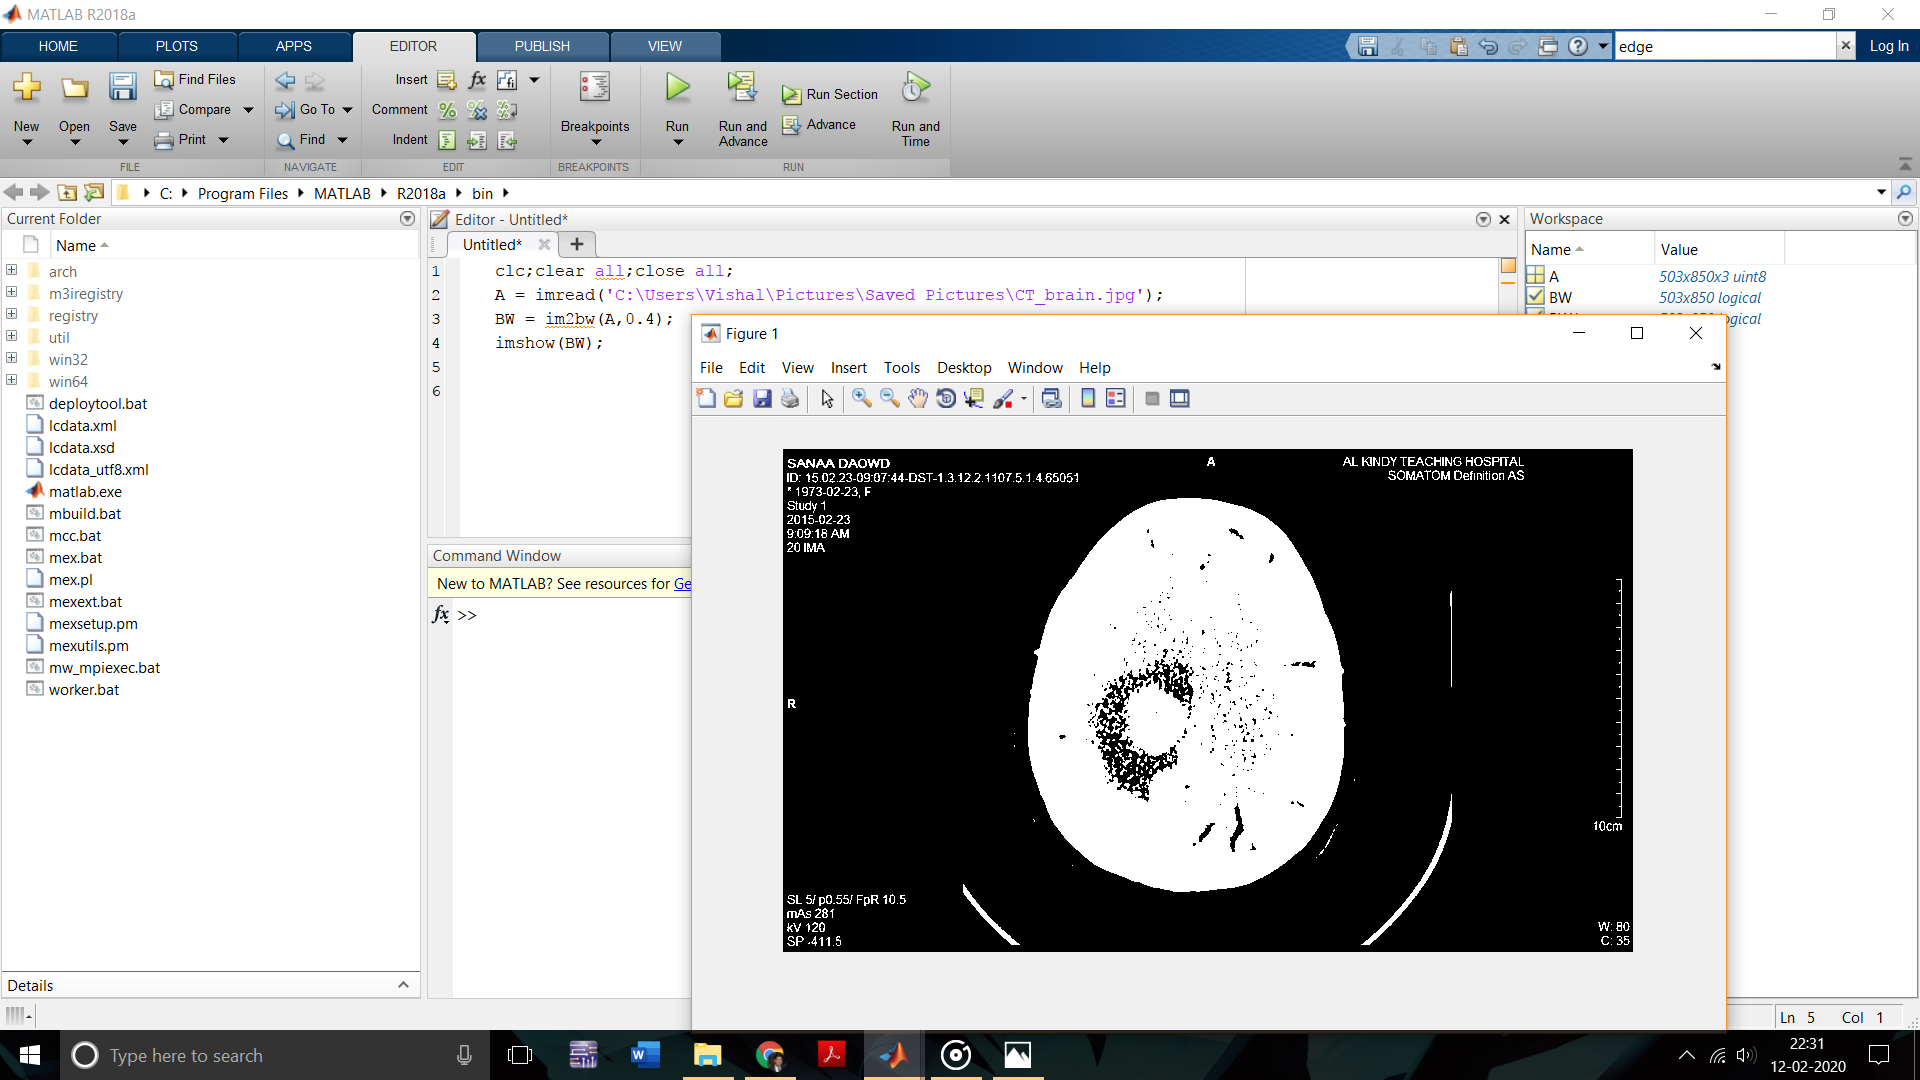 MATLAB R2018a
HOME PLOTS APPS EDITOR PUBLISH VIEW
edge
Log In
New Open Save
Find Files
Compare
Print
FILE
Go To
Find
NAVIGATE
Insert
Comment
Indent
EDIT
Breakpoints
BREAKPOINTS
Run
Run and Advance
Run Section
Advance
Run and Time
RUN
C: Program Files MATLAB R2018a bin
Current Folder
Name
arch
m3iregistry
registry
util
win32
win64
deploytool.bat
lcdata.xml
lcdata.xsd
lcdata_utf8.xml
matlab.exe
mbuild.bat
mcc.bat
mex.bat
mex.pl
mexext.bat
mexsetup.pm
mexutils.pm
mw_mpiexec.bat
worker.bat
Details
Editor - Untitled*
Untitled*
1 clc;clear all;close all;
2 A = imread('C:\Users\Vishal\Pictures\Saved Pictures\CT_brain.jpg');
3 BW = im2bw(A,0.4);
4 imshow(BW);
5
6
Command Window
New to MATLAB? See resources for Ge
fx >>
Workspace
Name Value
A 503x850x3 uint8
BW 503x850 logical
Figure 1
File Edit View Insert Tools Desktop Window Help
SANAA DAOWD
ID: 15.02.23-09:07:44-DST-1.3.12.2.1107.5.1.4.65051
* 1973-02-23, F
Study 1
2015-02-23
9:09:18 AM
20 IMA
A
AL KINDY TEACHING HOSPITAL
SOMATOM Definition AS
R
10cm
SL 5/ p0.55/ FpR 10.5
mAs 281
kV 120
SP -411.5
W: 80
C: 35
Ln 5 Col 1
Type here to search
22:31
12-02-2020